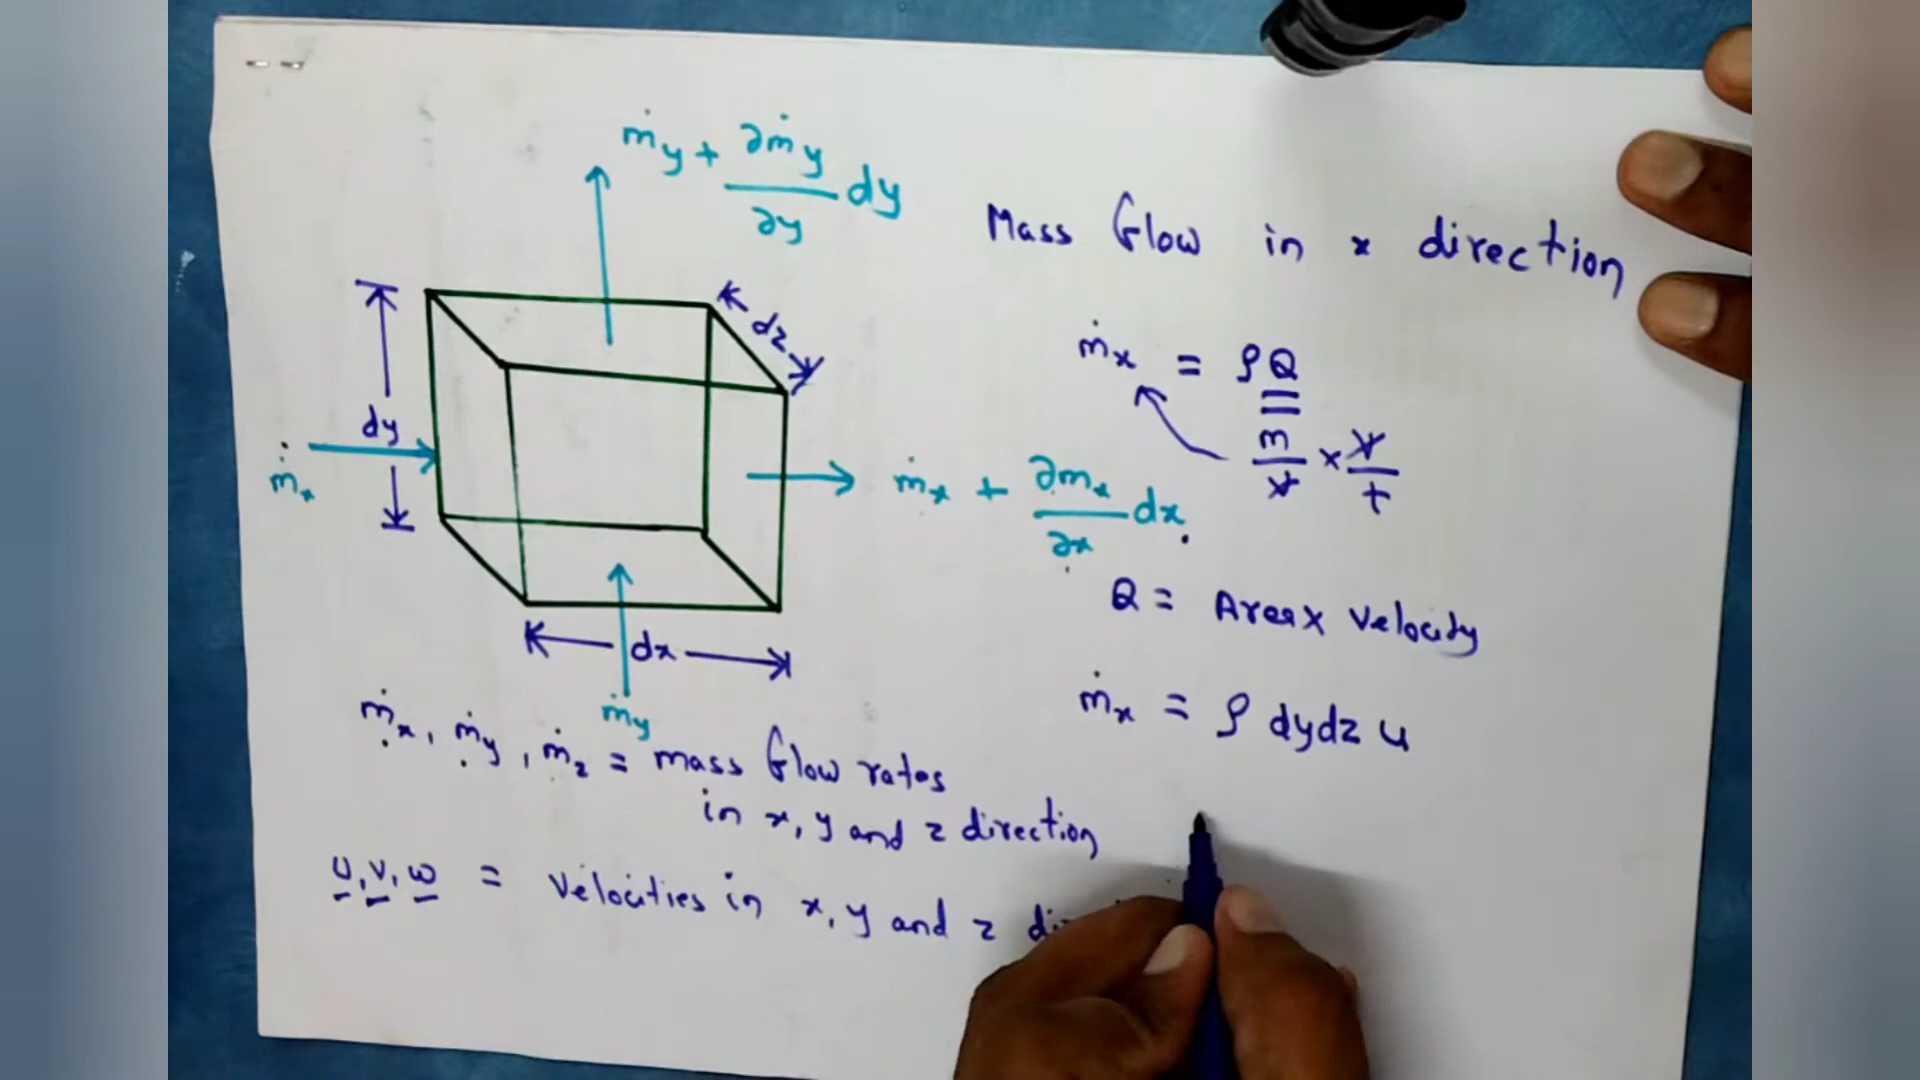 ṁy + ∂ṁy/∂y dy
Mass flow in x direction
dz
ṁx = ρQ
m/V × V/t
dy
ṁx
ṁx + ∂mx/∂x dx
Q = Area x Velocity
dx
ṁx = ρ dydz u
ṁy
ṁx, ṁy, ṁz = mass flow rates
in x, y and z direction
u, v, w = Velocities in x, y and z